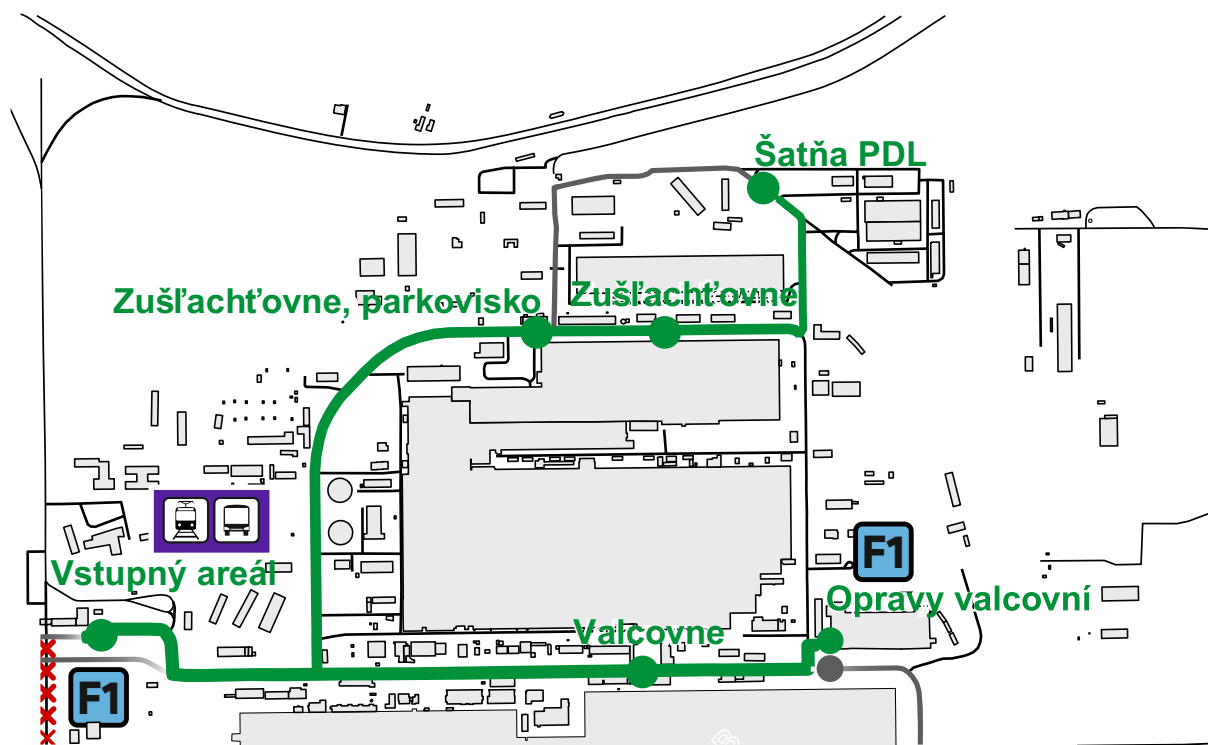 Šatňa PDL
Zušľachťovne, parkovisko
Zušľachťovne
Vstupný areál
F1
Opravy valcovní
Valcovne
F1